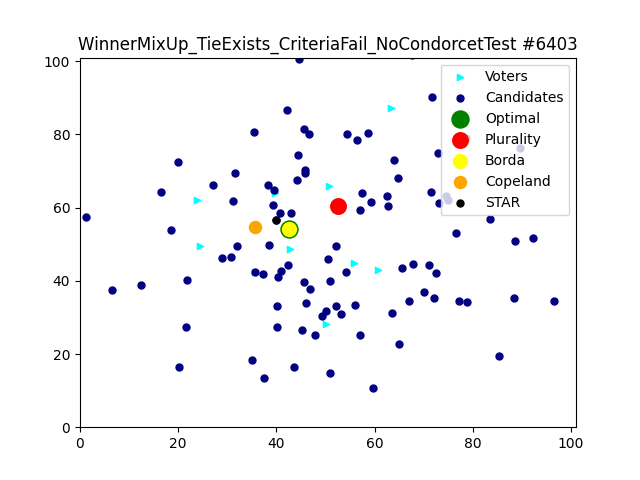 WinnerMixUp_TieExists_CriteriaFail_NoCondorcetTest #6403
100
80
60
40
20
0
0 20 40 60 80 100
Voters
Candidates
Optimal
Plurality
Borda
Copeland
STAR